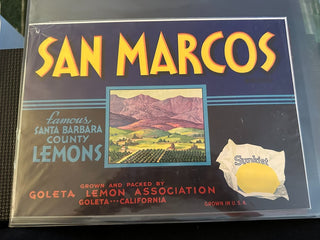 SAN MARCOS
famous
SANTA BARBARA
COUNTY
LEMONS
Sunkist
GROWN AND PACKED BY
GOLETA LEMON ASSOCIATION
GOLETA---CALIFORNIA
GROWN IN U.S.A.